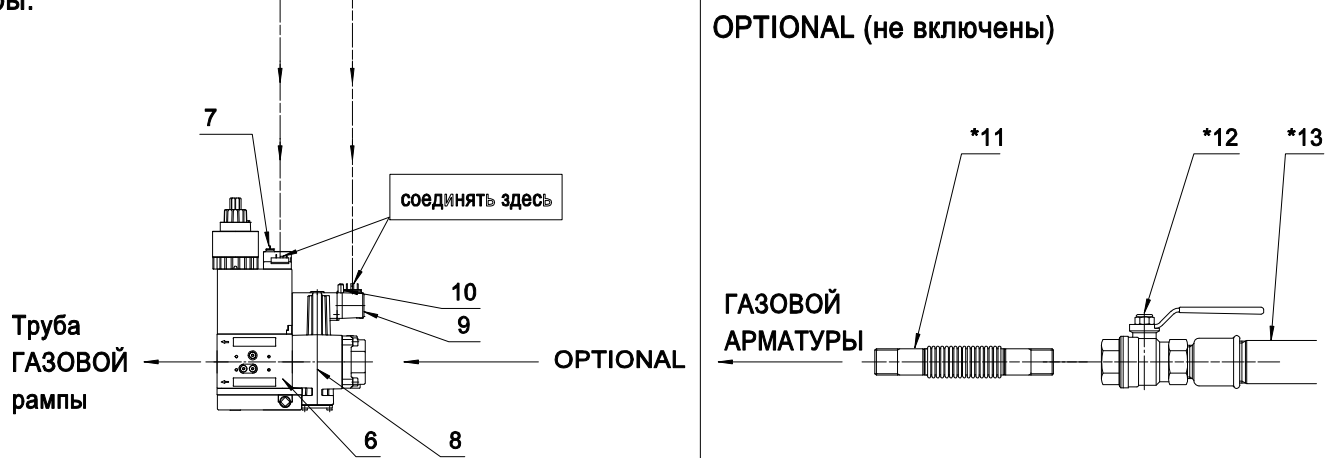 OPTIONAL (не включены)
7
*11
*12
*13
соединять здесь
10
9
Труба
ГАЗОВОЙ
рампы
OPTIONAL
ГАЗОВОЙ
АРМАТУРЫ
6
8